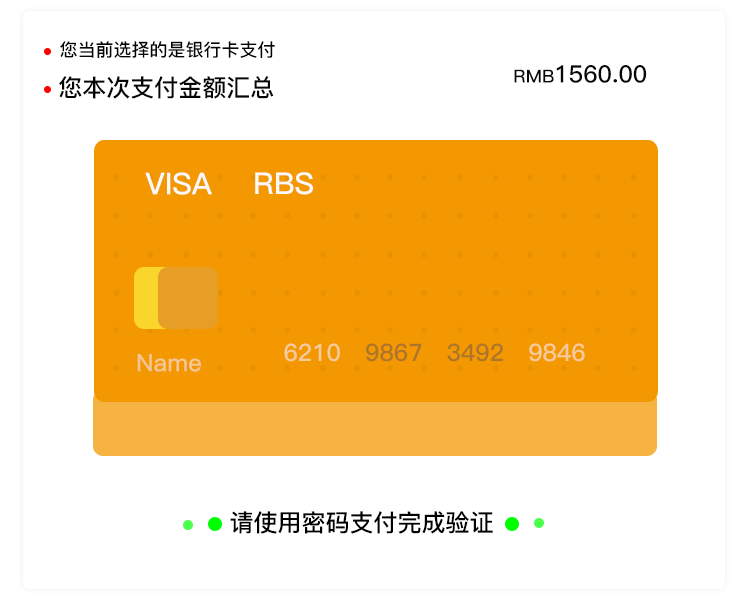 您当前选择的是银行卡支付
您本次支付金额汇总
RMB1560.00
VISA RBS
Name
6210 9867 3492 9846
请使用密码支付完成验证